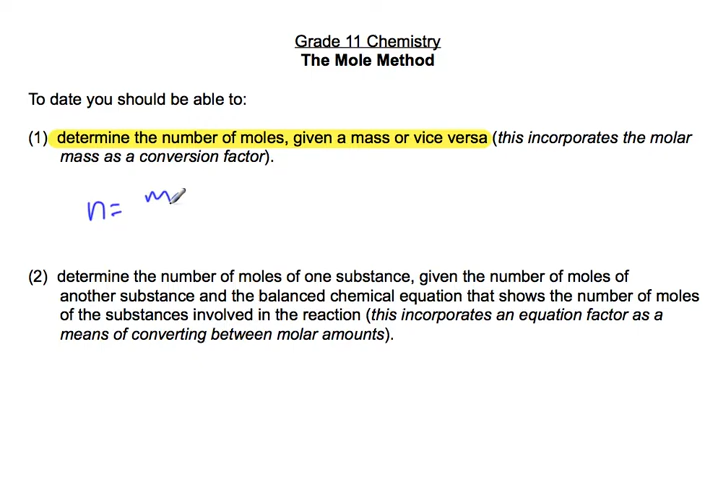 Grade 11 Chemistry
The Mole Method
To date you should be able to:
(1) determine the number of moles, given a mass or vice versa (this incorporates the molar
mass as a conversion factor).
n= m
(2) determine the number of moles of one substance, given the number of moles of
another substance and the balanced chemical equation that shows the number of moles
of the substances involved in the reaction (this incorporates an equation factor as a
means of converting between molar amounts).